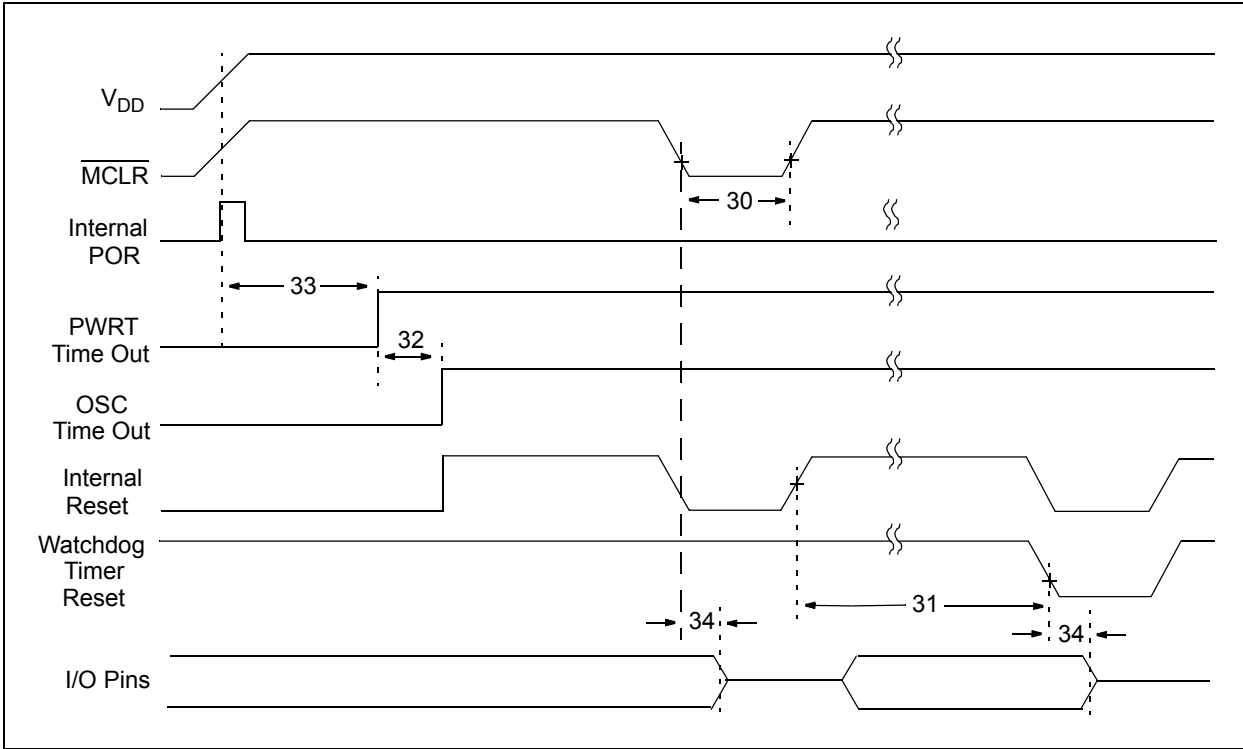 VDD
MCLR
30
Internal
POR
33
PWRT
Time Out
32
OSC
Time Out
Internal
Reset
Watchdog
Timer
Reset
31
34
34
I/O Pins